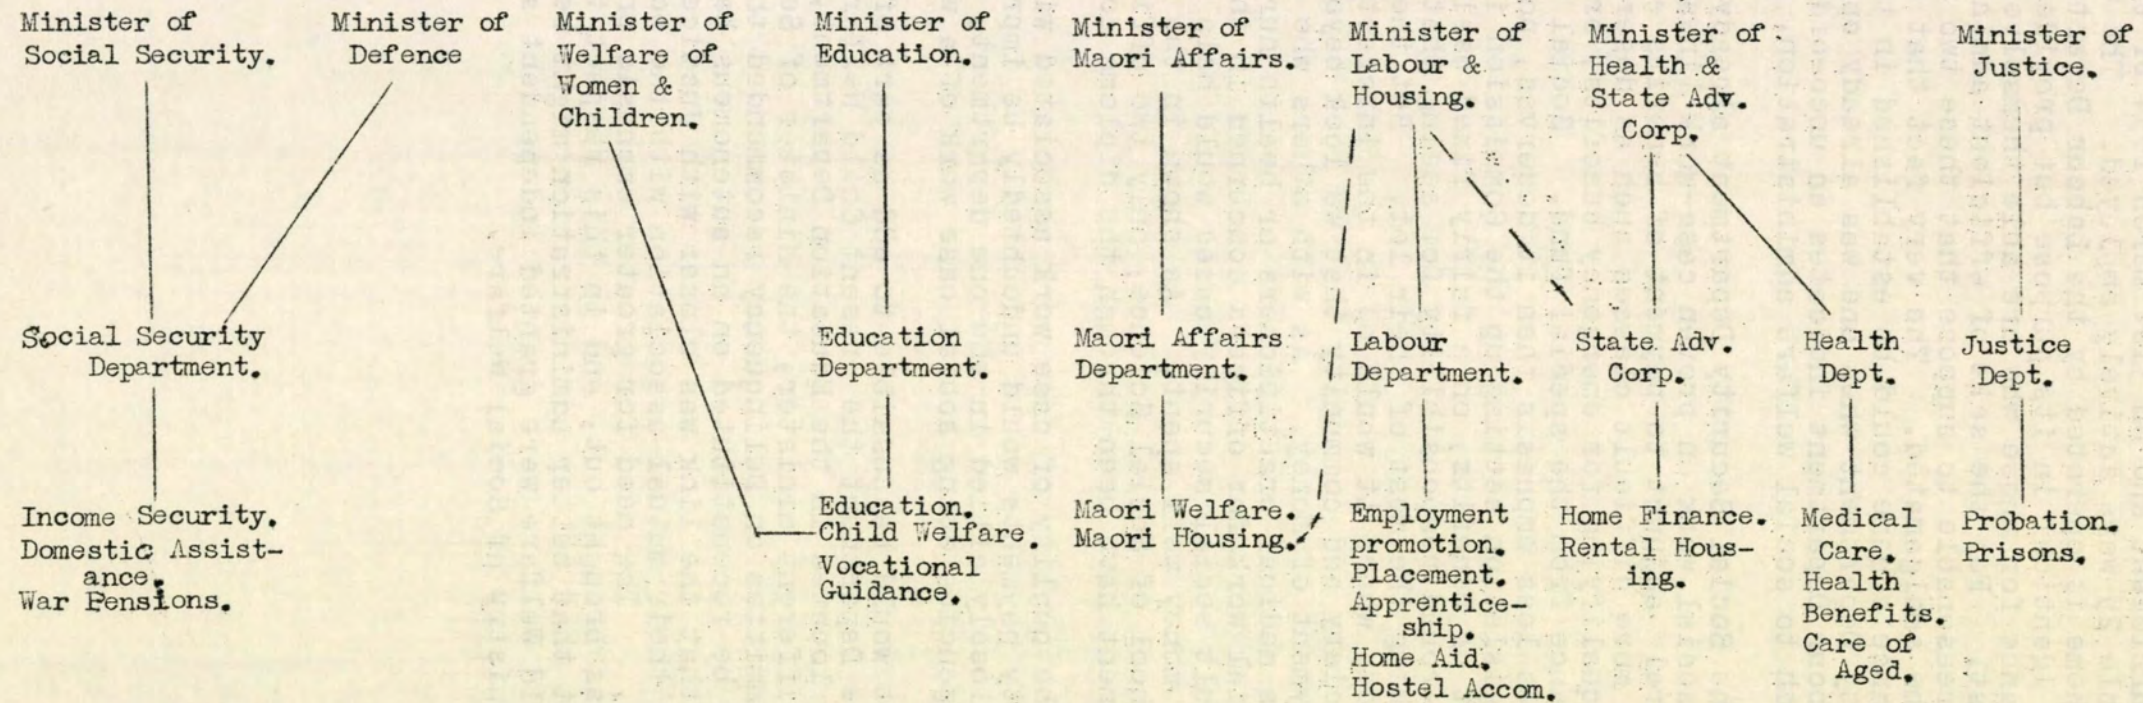 Minister of
Social Security.
Minister of
Defence
Minister of
Welfare of
Women &
Children.
Minister of
Education.
Minister of
Maori Affairs.
Minister of
Labour &
Housing.
Minister of
Health &
State Adv.
Corp.
Minister of
Justice.
Social Security
Department.
Education
Department.
Maori Affairs
Department.
Labour
Department.
State Adv.
Corp.
Health
Dept.
Justice
Dept.
Income Security.
Domestic Assist-
ance.
War Pensions.
Education.
Child Welfare.
Vocational
Guidance.
Maori Welfare.
Maori Housing.
Employment
promotion.
Placement.
Apprentice-
ship.
Home Aid.
Hostel Accom.
Home Finance.
Rental Hous-
ing.
Medical
Care.
Health
Benefits.
Care of
Aged.
Probation.
Prisons.